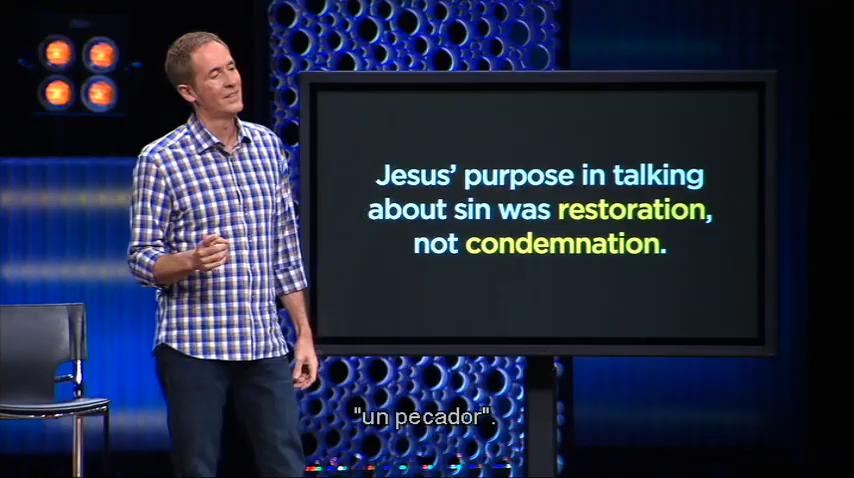 Jesus' purpose in talking
about sin was restoration,
not condemnation.
"un pecador".